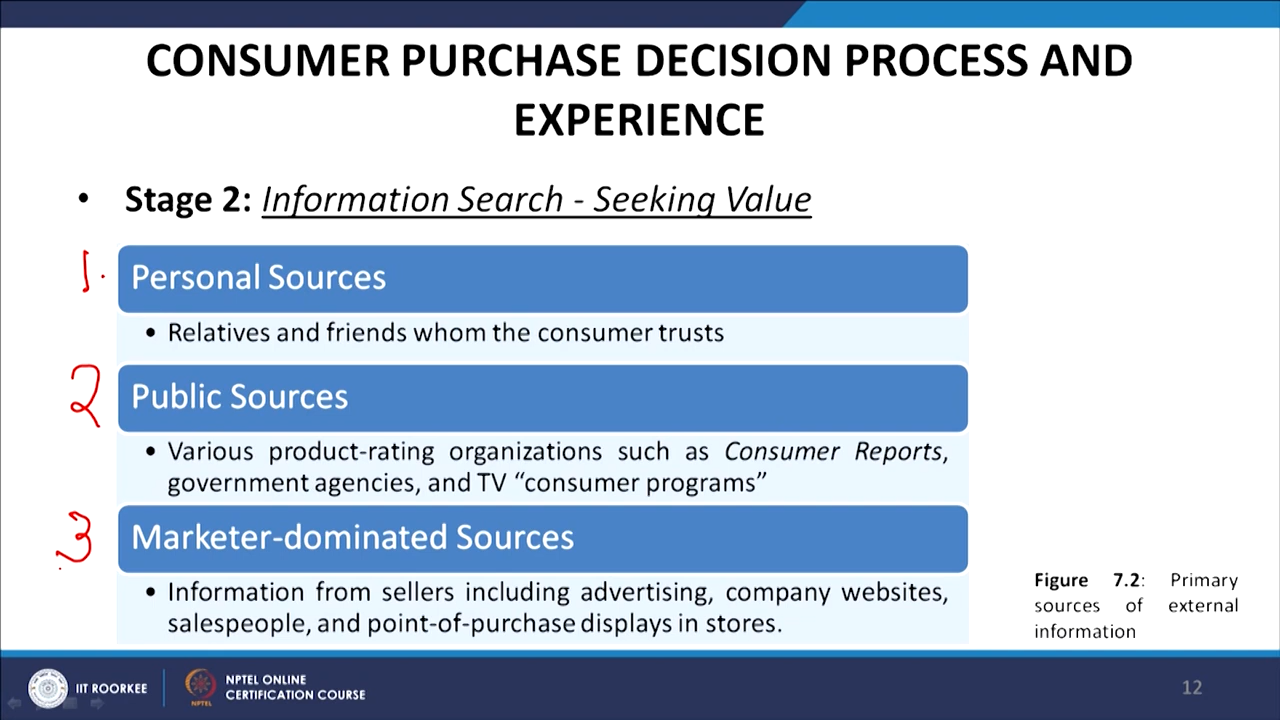 CONSUMER PURCHASE DECISION PROCESS AND
EXPERIENCE
• Stage 2: Information Search - Seeking Value
1.
Personal Sources
• Relatives and friends whom the consumer trusts
2
Public Sources
• Various product-rating organizations such as Consumer Reports,
government agencies, and TV “consumer programs”
3
Marketer-dominated Sources
• Information from sellers including advertising, company websites,
salespeople, and point-of-purchase displays in stores.
Figure 7.2: Primary
sources of external
information
IIT ROORKEE
NPTEL
NPTEL ONLINE
CERTIFICATION COURSE
12